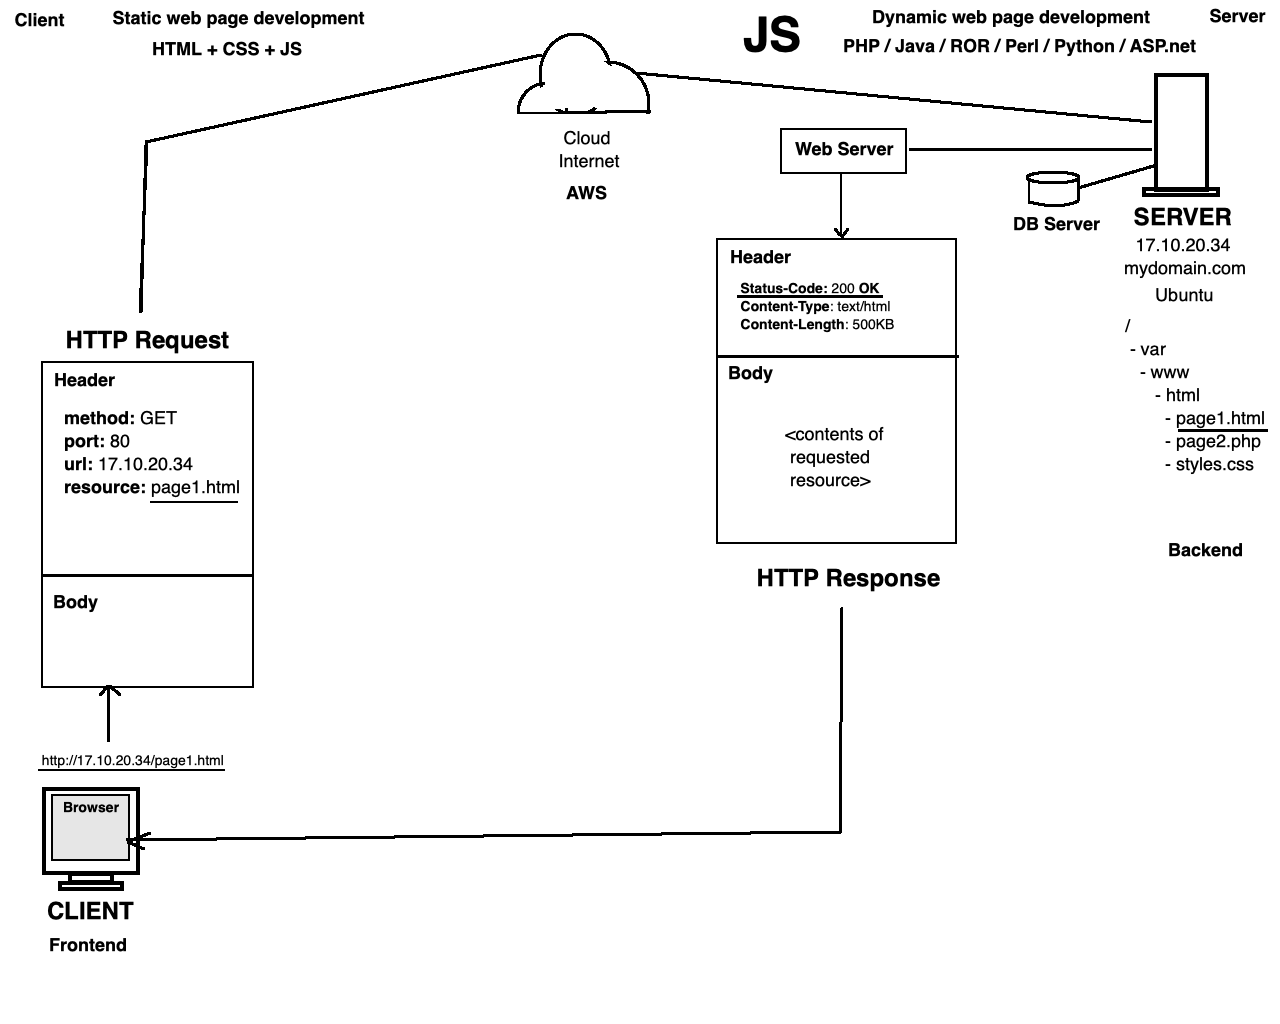 Client
Static web page development
HTML + CSS + JS
JS
Dynamic web page development
PHP / Java / ROR / Perl / Python / ASP.net
Server
Cloud
Internet
AWS
Web Server
DB Server
SERVER
17.10.20.34
mydomain.com
Ubuntu
/
- var
- www
- html
- page1.html
- page2.php
- styles.css
Backend
Header
Status-Code: 200 OK
Content-Type: text/html
Content-Length: 500KB
Body
<contents of
requested
resource>
HTTP Response
HTTP Request
Header
method: GET
port: 80
url: 17.10.20.34
resource: page1.html
Body
http://17.10.20.34/page1.html
Browser
CLIENT
Frontend